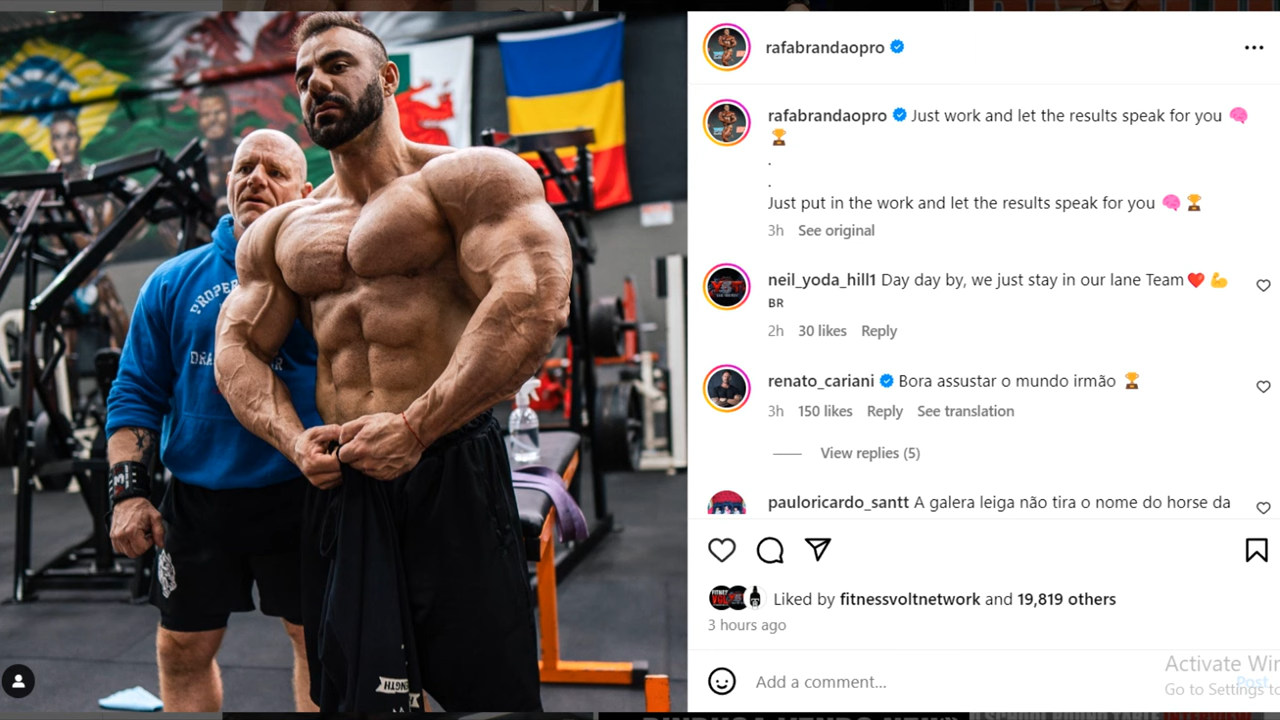 rafabrandaopro
rafabrandaopro Just work and let the results speak for you 🧠
🏆
.
.
Just put in the work and let the results speak for you 🧠 🏆
3h See original
neil_yoda_hill1 Day day by, we just stay in our lane Team❤️💪
BR
2h 30 likes Reply
renato_cariani Bora assustar o mundo irmão 🏆
3h 150 likes Reply See translation
View replies (5)
pauloricardo_santt A galera leiga não tira o nome do horse da
Liked by fitnessvoltnetwork and 19,819 others
3 hours ago
Add a comment...
Post
Activate Win
Go to Settings to
PROPER